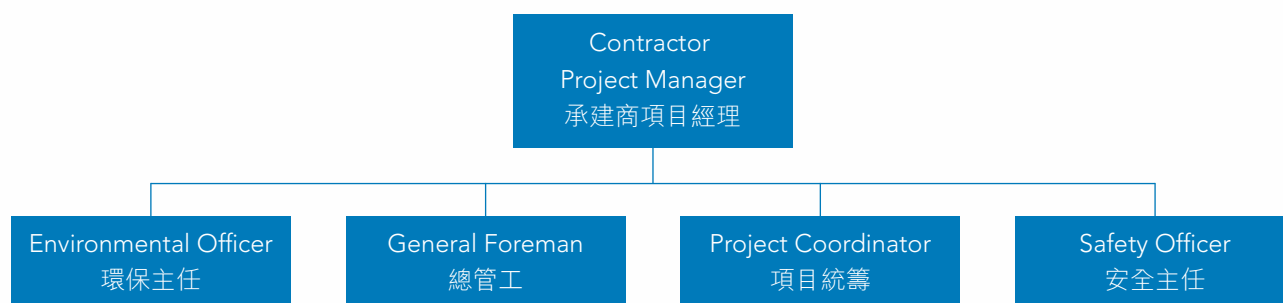 Contractor
Project Manager
承建商項目經理
Environmental Officer
環保主任
General Foreman
總管工
Project Coordinator
項目統籌
Safety Officer
安全主任